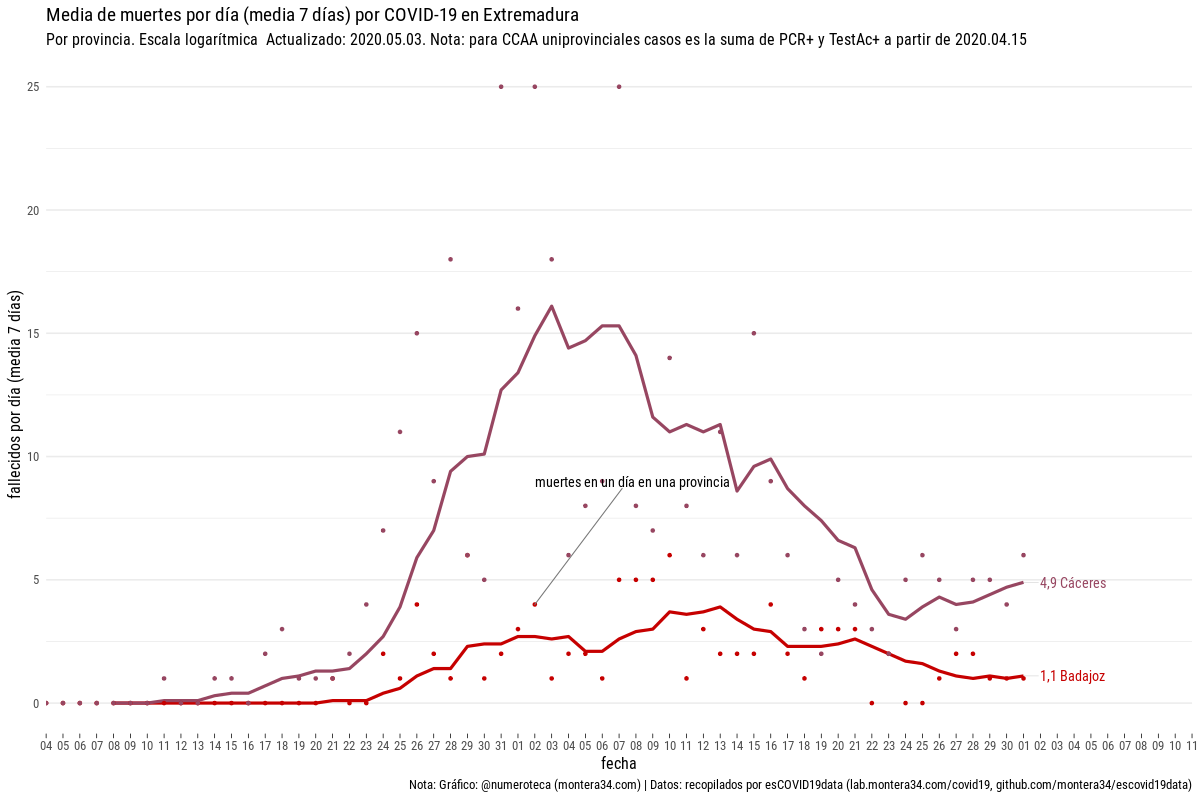 Media de muertes por día (media 7 días) por COVID-19 en Extremadura
Por provincia. Escala logarítmica  Actualizado: 2020.05.03. Nota: para CCAA uniprovinciales casos es la suma de PCR+ y TestAc+ a partir de 2020.04.15
fallecidos por día (media 7 días)
25
20
15
10
5
0
muertes en un día en una provincia
4,9 Cáceres
1,1 Badajoz
04 05 06 07 08 09 10 11 12 13 14 15 16 17 18 19 20 21 22 23 24 25 26 27 28 29 30 31 01 02 03 04 05 06 07 08 09 10 11 12 13 14 15 16 17 18 19 20 21 22 23 24 25 26 27 28 29 30 01 02 03 04 05 06 07 08 09 10 11
fecha
Nota: Gráfico: @numeroteca (montera34.com) | Datos: recopilados por esCOVID19data (lab.montera34.com/covid19, github.com/montera34/escovid19data)